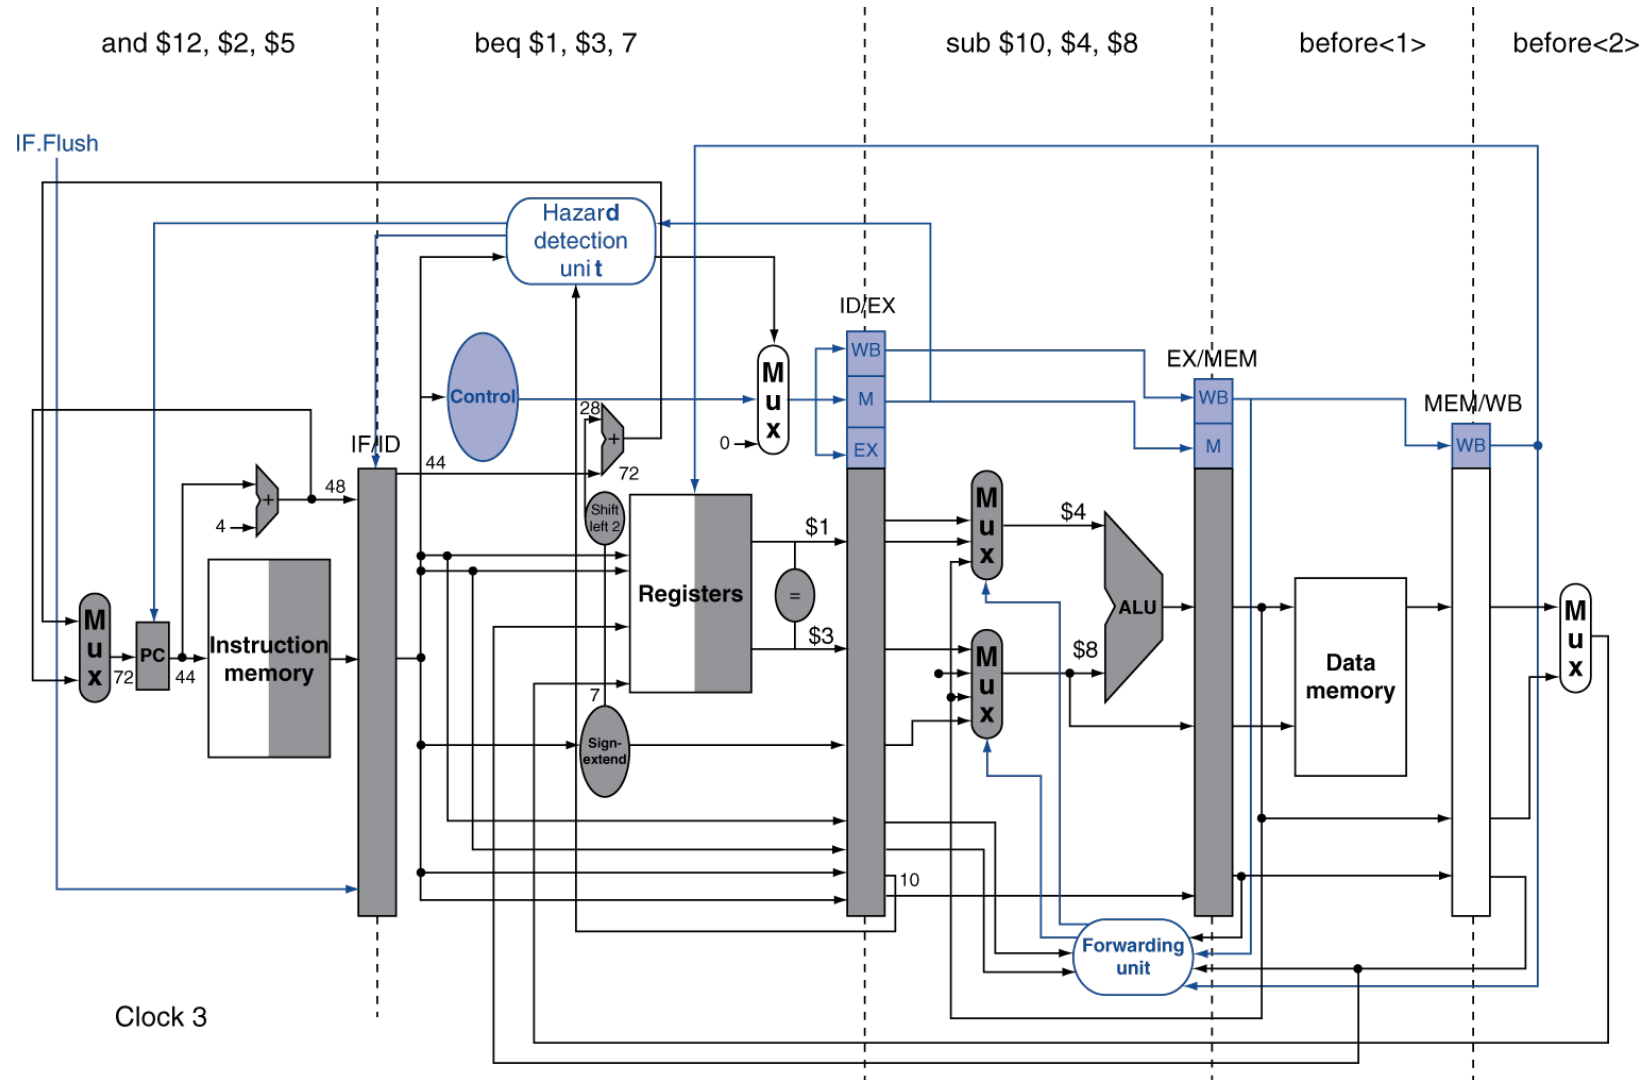 and $12, $2, $5
beq $1, $3, 7
sub $10, $4, $8
before<1>
before<2>
IF.Flush
Hazard
detection
unit
ID/EX
WB
M
EX
EX/MEM
WB
M
MEM/WB
WB
Control
M
u
x
0
28
+
72
IF/ID
44
48
+
4
Shift
left 2
M
u
x
$4
$1
Registers
=
$3
ALU
M
u
x
72
PC
44
Instruction
memory
M
u
x
$8
Data
memory
M
u
x
7
Sign-
extend
10
Forwarding
unit
Clock 3